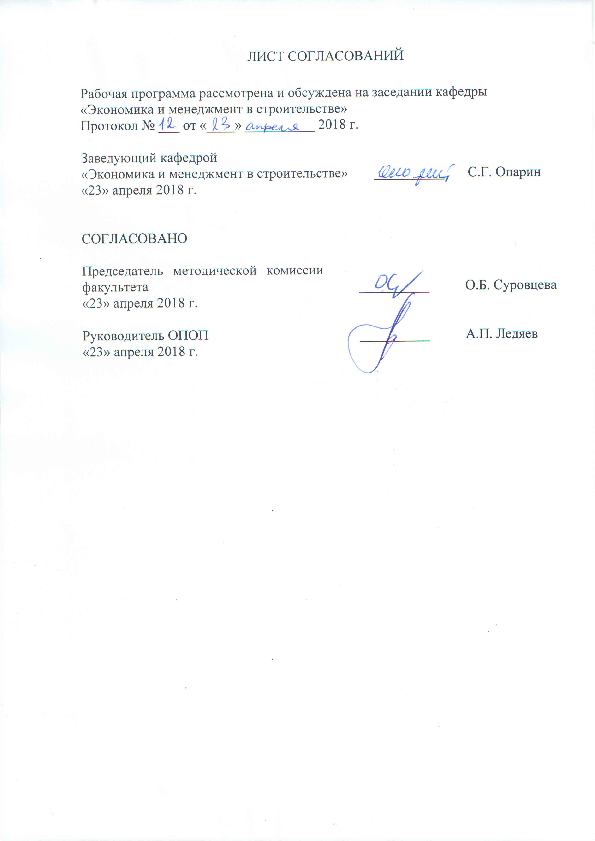 ЛИСТ СОГЛАСОВАНИЙ
Рабочая программа рассмотрена и обсуждена на заседании кафедры
«Экономика и менеджмент в строительстве»
Протокол № 12 от « 23 » апреля 2018 г.
Заведующий кафедрой
«Экономика и менеджмент в строительстве» С.Г. Опарин
«23» апреля 2018 г.
СОГЛАСОВАНО
Председатель методической комиссии
факультета О.Б. Суровцева
«23» апреля 2018 г.
Руководитель ОПОП А.П. Ледяев
«23» апреля 2018 г.